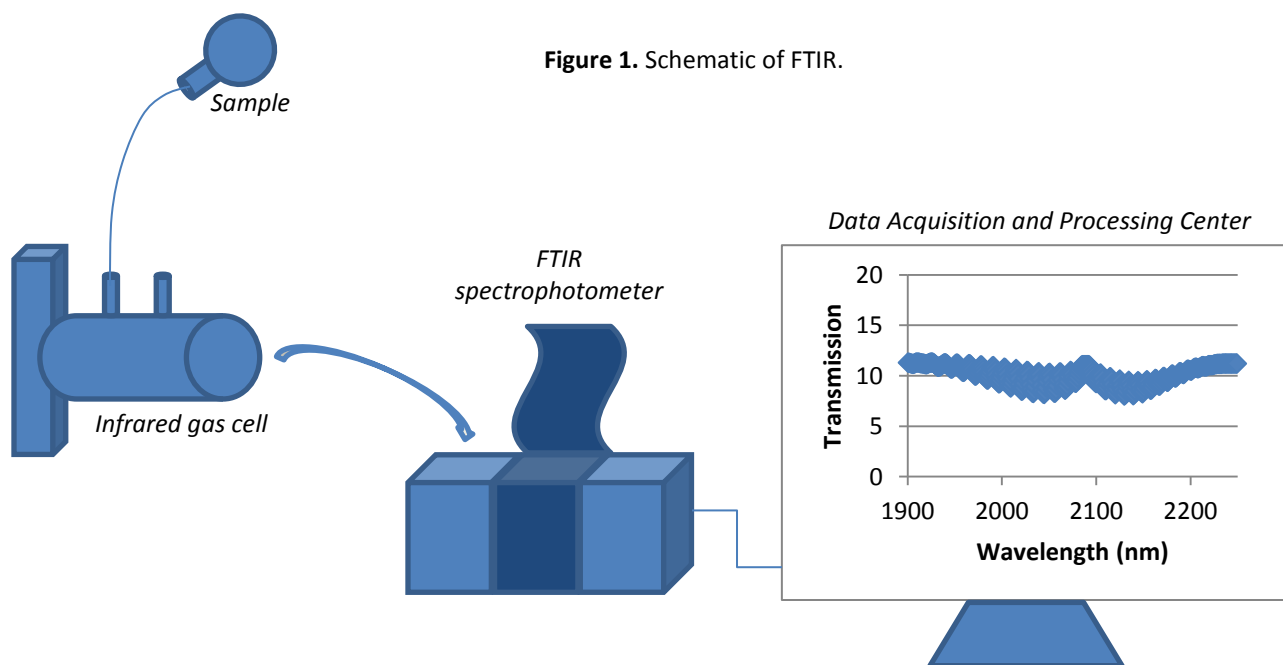 Figure 1. Schematic of FTIR.
Sample
Infrared gas cell
FTIR
spectrophotometer
Data Acquisition and Processing Center
Transmission
20
15
10
5
0
1900 2000 2100 2200
Wavelength (nm)